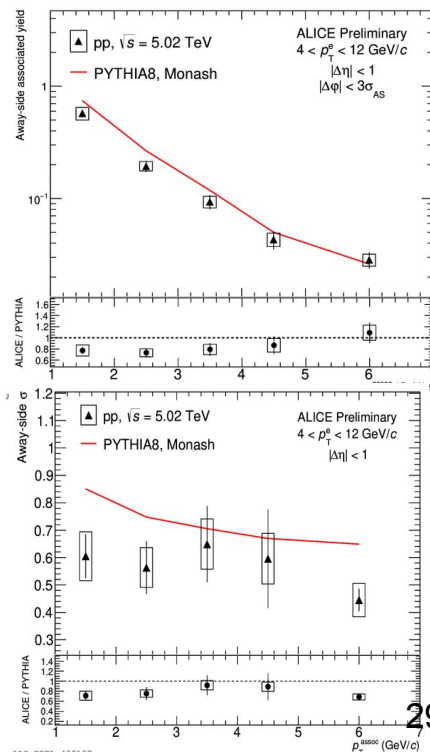 Away-side associated yield
pp, √s = 5.02 TeV
PYTHIA8, Monash
ALICE Preliminary
4 < p_T^e < 12 GeV/c
|Δη| < 1
|Δφ| < 3σ_AS
1
10⁻¹
ALICE / PYTHIA
1.6
1.4
1.2
1
0.8
0.6
1 2 3 4 5 6 7
Away-side σ
pp, √s = 5.02 TeV
PYTHIA8, Monash
ALICE Preliminary
4 < p_T^e < 12 GeV/c
|Δη| < 1
1.2
1.1
1
0.9
0.8
0.7
0.6
0.5
0.4
0.3
ALICE / PYTHIA
1.4
1.2
1
0.8
0.6
0.4
0.2
1 2 3 4 5 6 7
p_T^assoc (GeV/c)
29